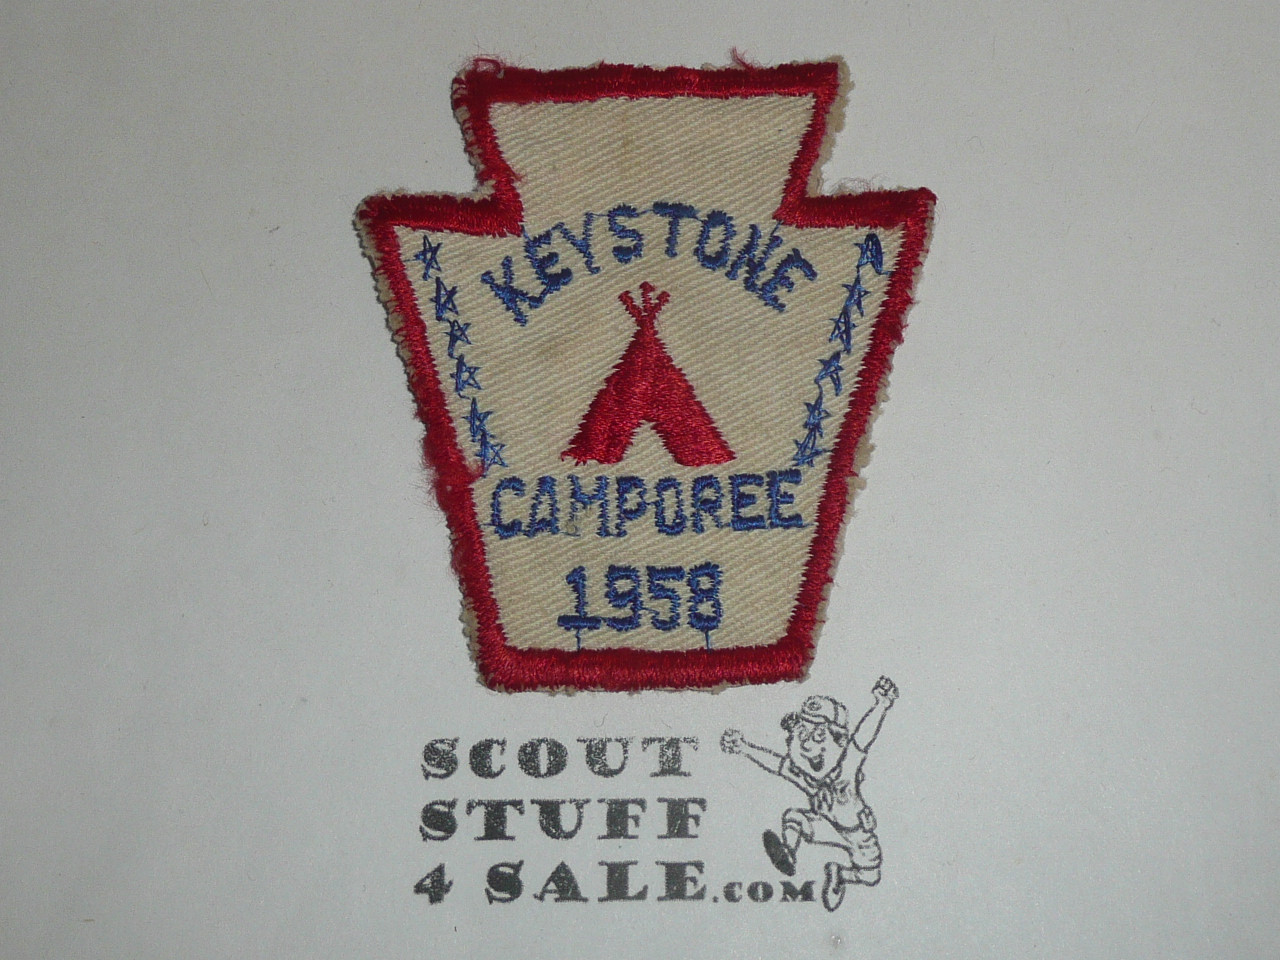 KEYSTONE
CAMPOREE
1958
SCOUT
STUFF
4 SALE.COM